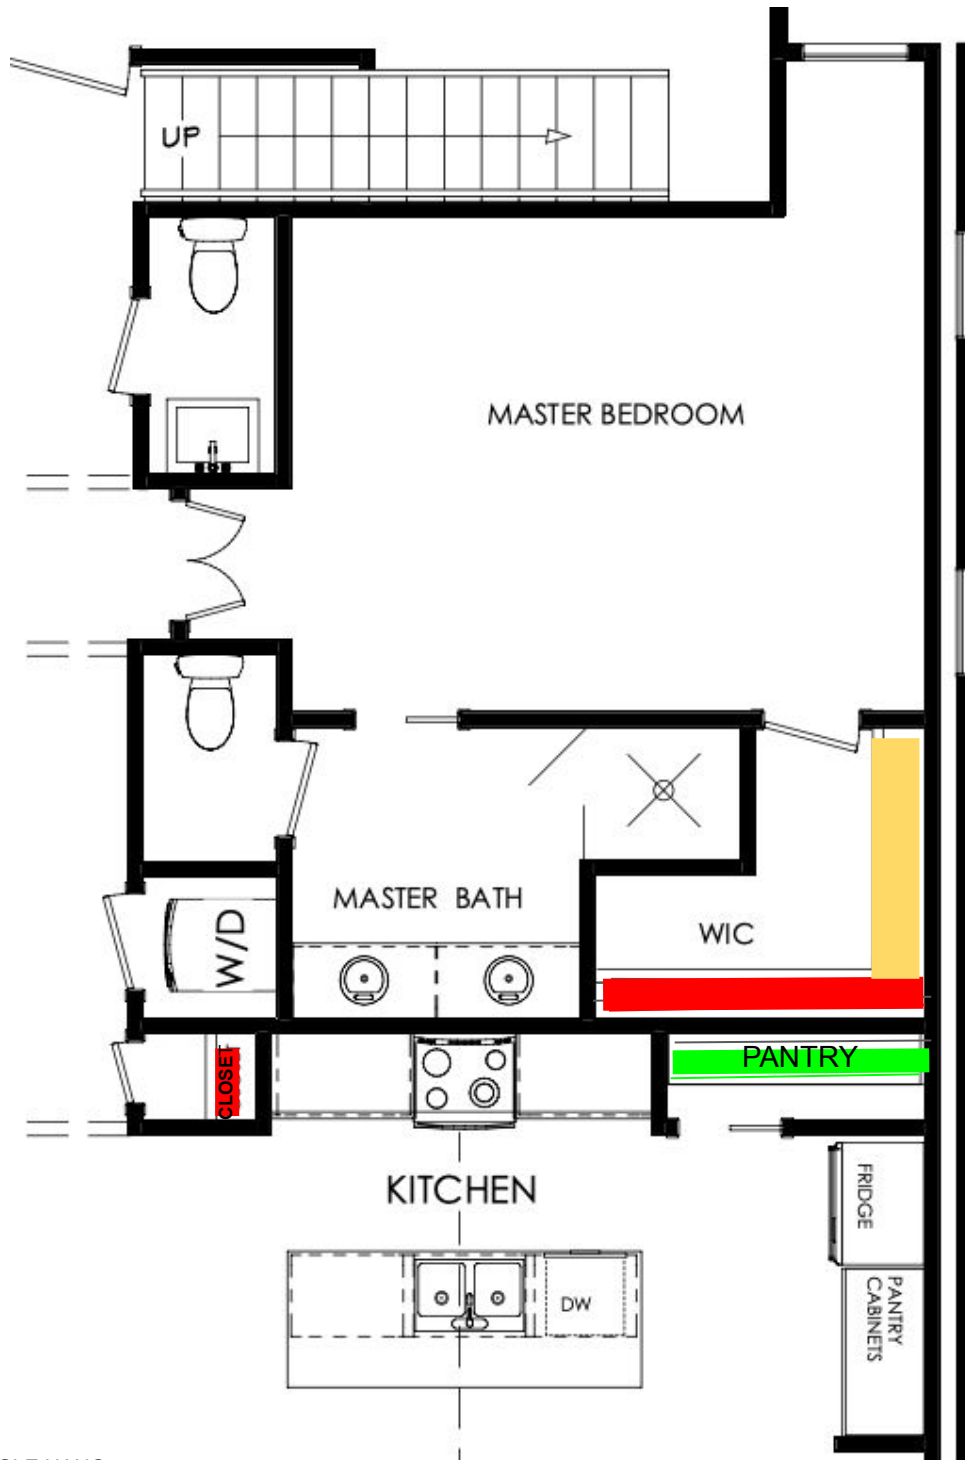 UP
MASTER BEDROOM
MASTER BATH
W/D
WIC
CLOSET
PANTRY
KITCHEN
FRIDGE
PANTRY
CABINETS
DW